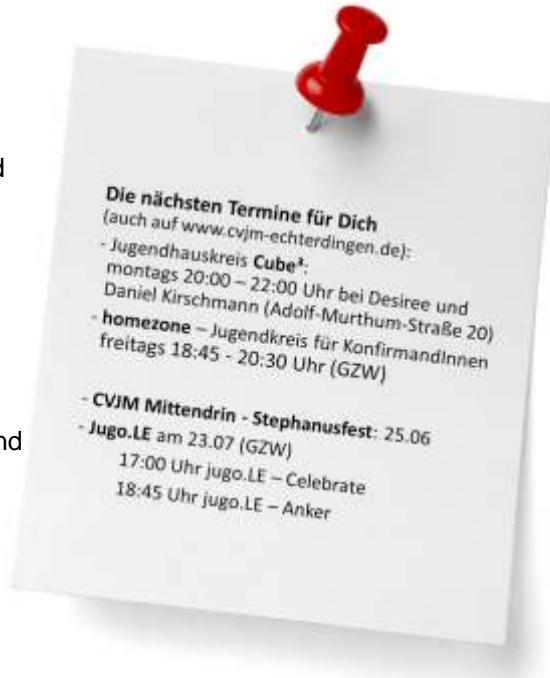 Die nächsten Termine für Dich
(auch auf www.cvjm-echterdingen.de):
- Jugendhauskreis Cube³:
montags 20:00 – 22:00 Uhr bei Desiree und
Daniel Kirschmann (Adolf-Murthum-Straße 20)
- homezone – Jugendkreis für KonfirmandInnen
freitags 18:45 - 20:30 Uhr (GZW)
- CVJM Mittendrin - Stephanusfest: 25.06
- Jugo.LE am 23.07 (GZW)
17:00 Uhr jugo.LE – Celebrate
18:45 Uhr jugo.LE – Anker